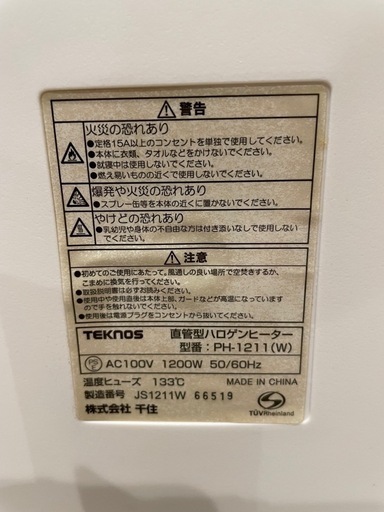 ⚠警告
火災の恐れあり
●定格15A以上のコンセントを単独で使用してください。
●本体に衣類、タオルなどをかけないでください。
●就寝中は使用しないでください。
●燃え易いものの近くで使用しないでください。
爆発や火災の恐れあり
●スプレー缶等を本体の近くに置かないでください。
やけどの恐れあり
●乳幼児や身体の不自由な方は付き添いなしで使用しないでください。
⚠注意
●初めてのご使用にあたって。風通しの良い場所で空焚きするか、
こまめに換気を行ってください。
●取扱説明書は必ずお読みください。
●使用中や使用直後は本体上部、ガードなどが高温になっています
ので手を触れないでください。
●使用後は電源プラグをコンセントから抜いてください。
TEKNOS 直管型ハロゲンヒーター
型番: PH-1211(W)
PSE AC100V 1200W 50/60Hz
温度ヒューズ 133℃ MADE IN CHINA
製造番号 JS1211W 66519
株式会社 千住
TÜVRheinland